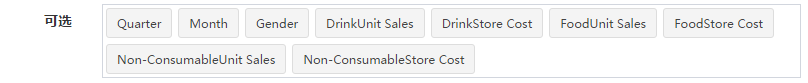 可选 Quarter Month Gender DrinkUnit Sales DrinkStore Cost FoodUnit Sales FoodStore Cost
Non-ConsumableUnit Sales Non-ConsumableStore Cost